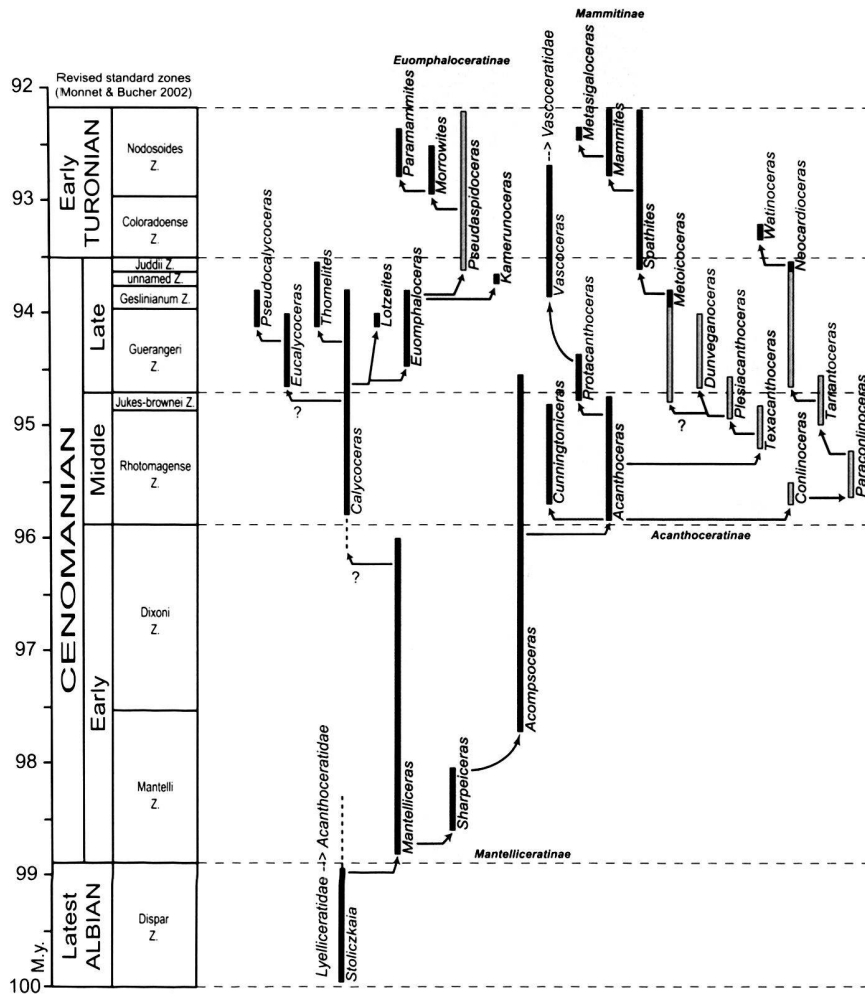 Mammitinae
Euomphaloceratinae
Revised standard zones
(Monnet & Bucher 2002)
92
93
94
95
96
97
98
99
100
M.y.
Early
TURONIAN
CENOMANIAN
Late
Middle
Early
Latest
ALBIAN
Nodosoides
Z.
Coloradoense
Z.
Juddii Z.
unnamed Z.
Geslinianum Z.
Guerangeri
Z.
Jukes-brownei Z.
Rhotomagense
Z.
Dixoni
Z.
Mantelli
Z.
Dispar
Z.
Pseudocalycoceras
Eucalycoceras
Thomelites
Calycoceras
Lotzeites
Euomphaloceras
Paramammites
Morrowites
Pseudaspidoceras
Kamerunoceras
Vascoceras
--> Vascoceratidae
Metasigaloceras
Mammites
Spathites
Metoicoceras
Dunveganoceras
Plesiacanthoceras
Texacanthoceras
Watinoceras
Neocardioceras
Tarrantoceras
Conlinoceras
Paraconlinoceras
Protacanthoceras
Cunningtoniceras
Acanthoceras
?
?
?
Acanthoceratinae
Acompsoceras
Mantelliceras
Sharpeiceras
Mantelliceratinae
Lyelliceratidae --> Acanthoceratidae
Stoliczkaia